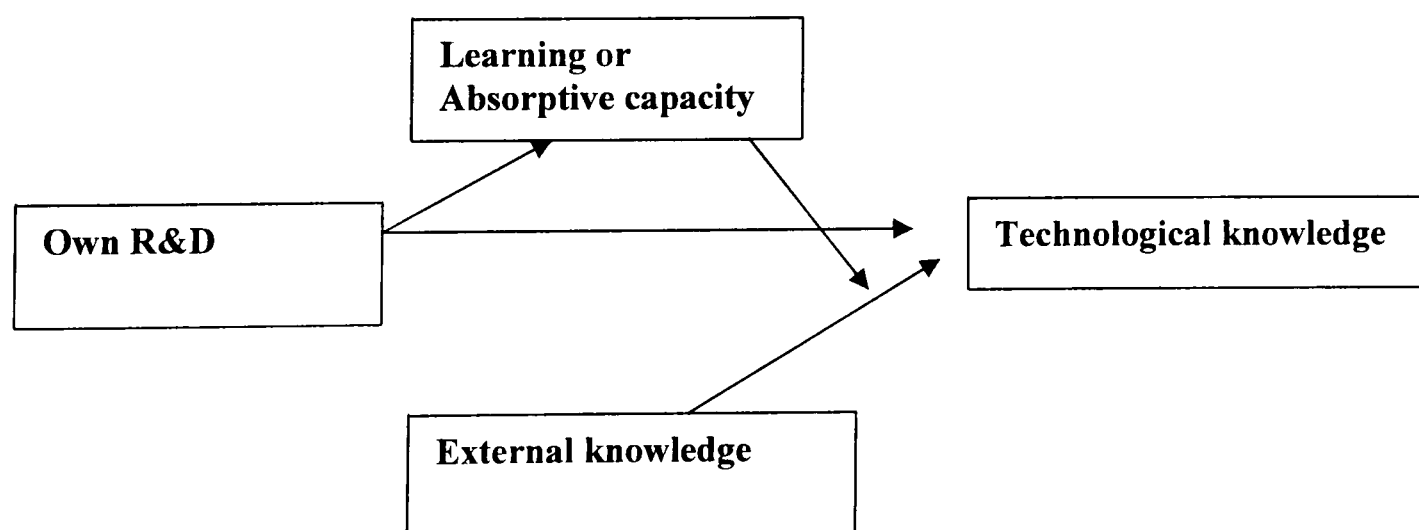 Learning or
Absorptive capacity
Own R&D
Technological knowledge
External knowledge